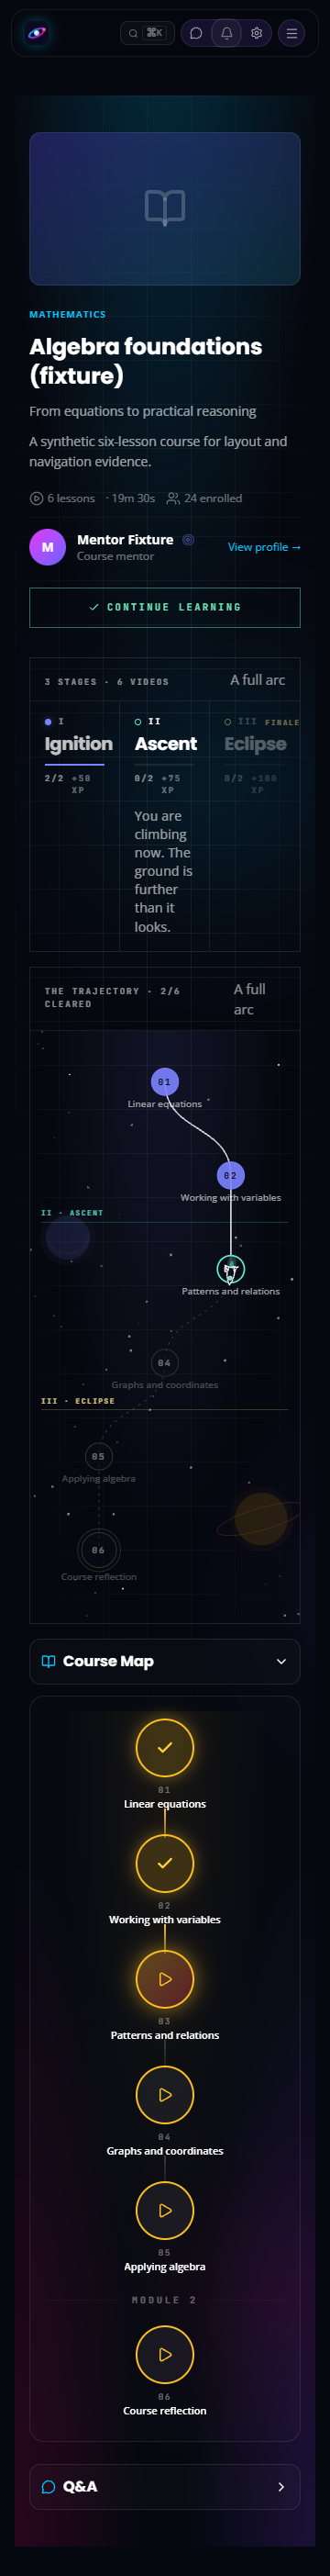 ⌘K
MATHEMATICS
Algebra foundations
(fixture)
From equations to practical reasoning
A synthetic six-lesson course for layout and
navigation evidence.
6 lessons · 19m 30s 24 enrolled
M
Mentor Fixture
Course mentor
View profile →
CONTINUE LEARNING
3 STAGES · 6 VIDEOS
A full arc
I
Ignition
2/2 +50
XP
II
Ascent
0/2 +75
XP
You are
climbing
now. The
ground is
further
than it
looks.
III FINALE
Eclipse
0/2 +100
XP
THE TRAJECTORY · 2/6
CLEARED
A full
arc
01
Linear equations
02
Working with variables
II · ASCENT
Patterns and relations
04
Graphs and coordinates
III · ECLIPSE
05
Applying algebra
06
Course reflection
Course Map
01
Linear equations
02
Working with variables
03
Patterns and relations
04
Graphs and coordinates
05
Applying algebra
MODULE 2
06
Course reflection
Q&A